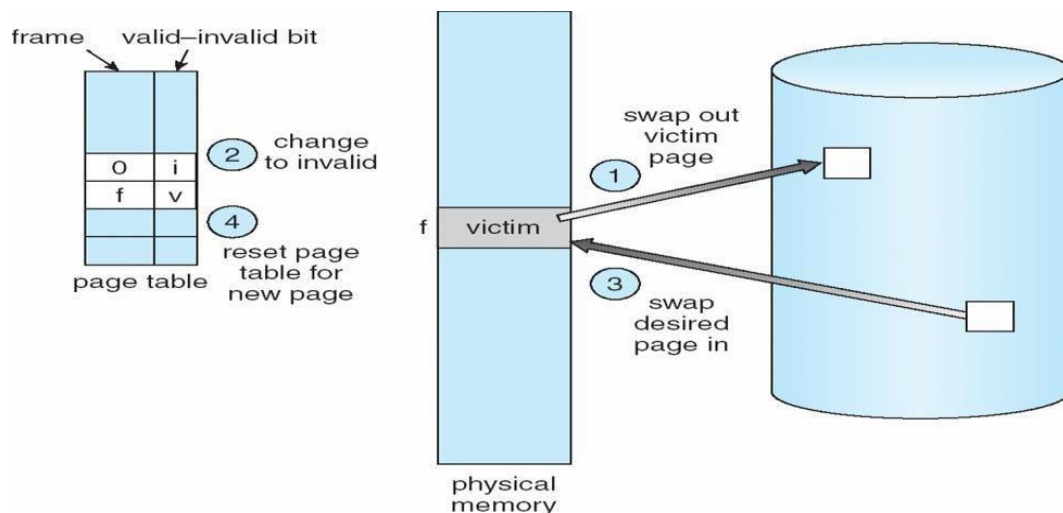 frame
valid–invalid bit
0 i
f v
page table
2
change
to invalid
4
reset page
table for
new page
f
victim
physical
memory
swap out
victim
page
1
3
swap
desired
page in